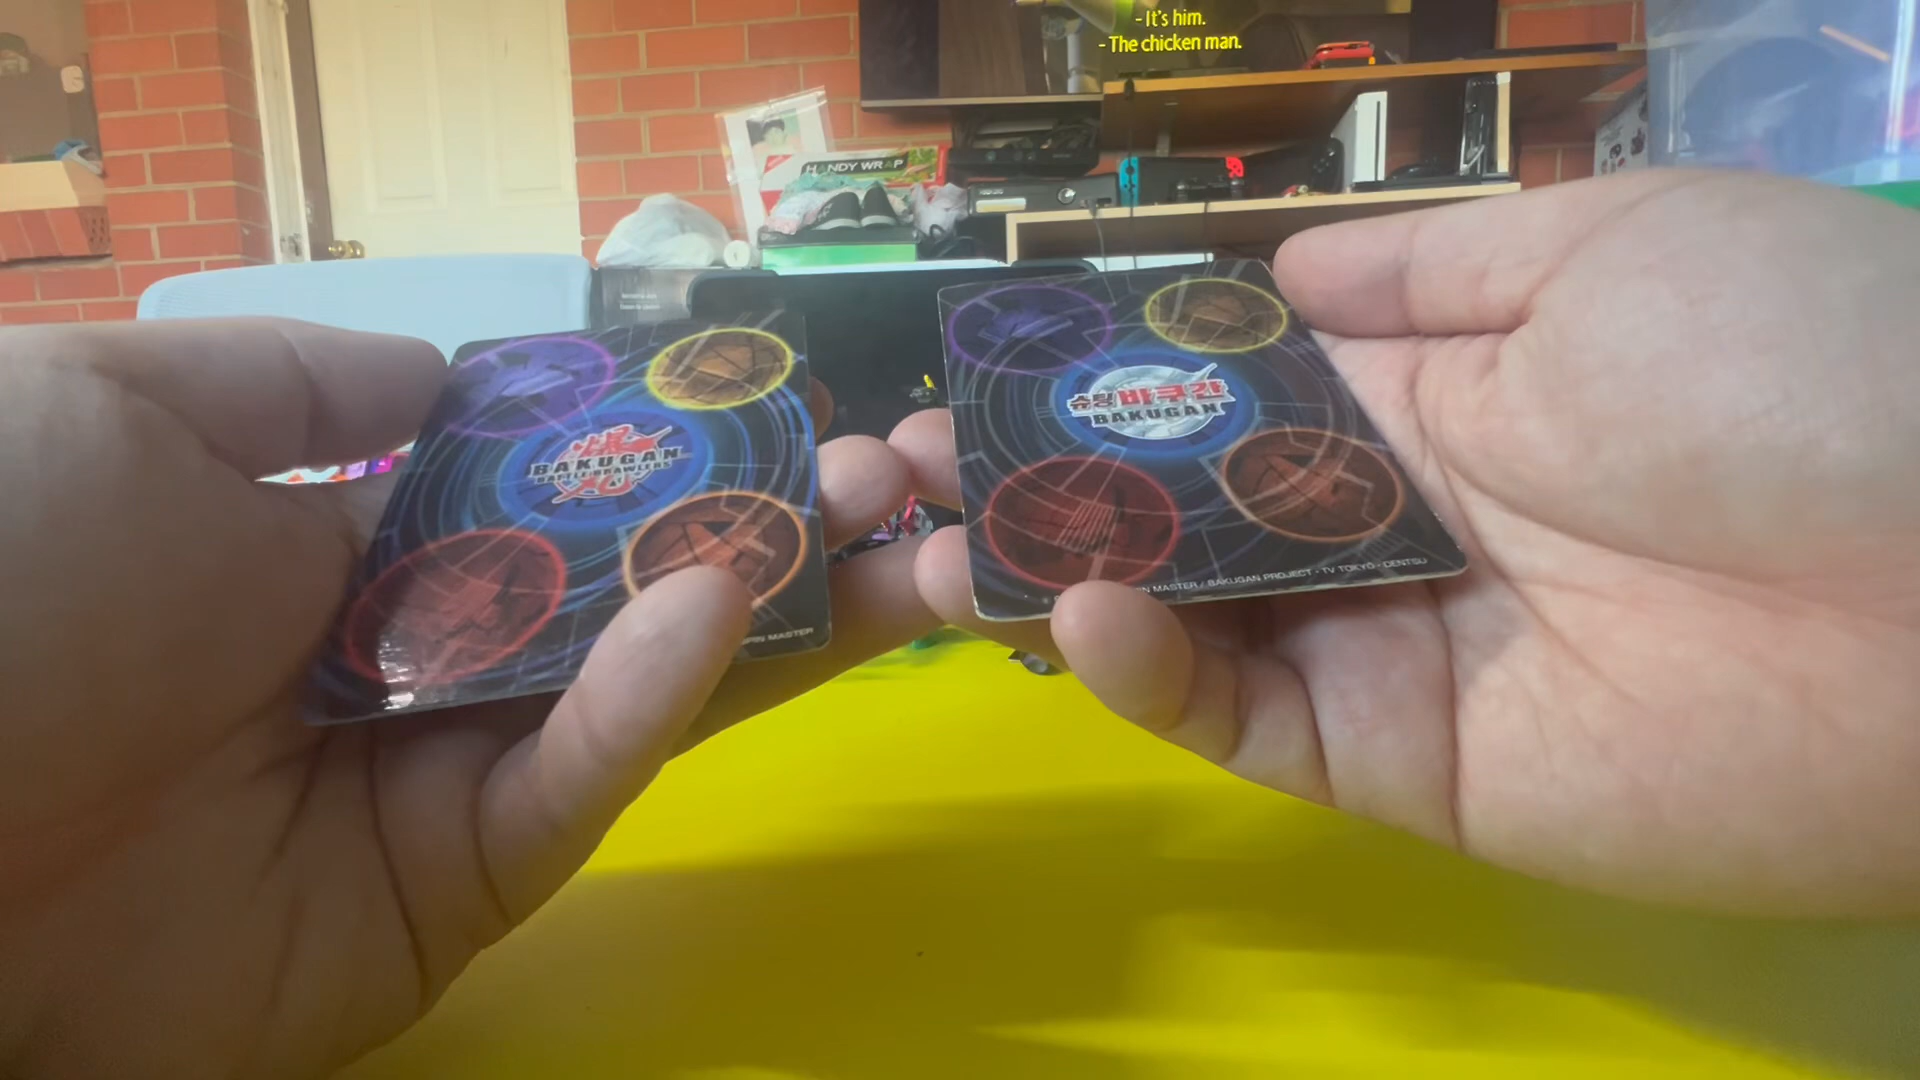 - It's him.
- The chicken man.
HANDY WRAP
BAKUGAN
BATTLE BRAWLERS
SPIN MASTER
슈팅 바쿠간
BAKUGAN
SPIN MASTER / BAKUGAN PROJECT - TV TOKYO - DENTSU